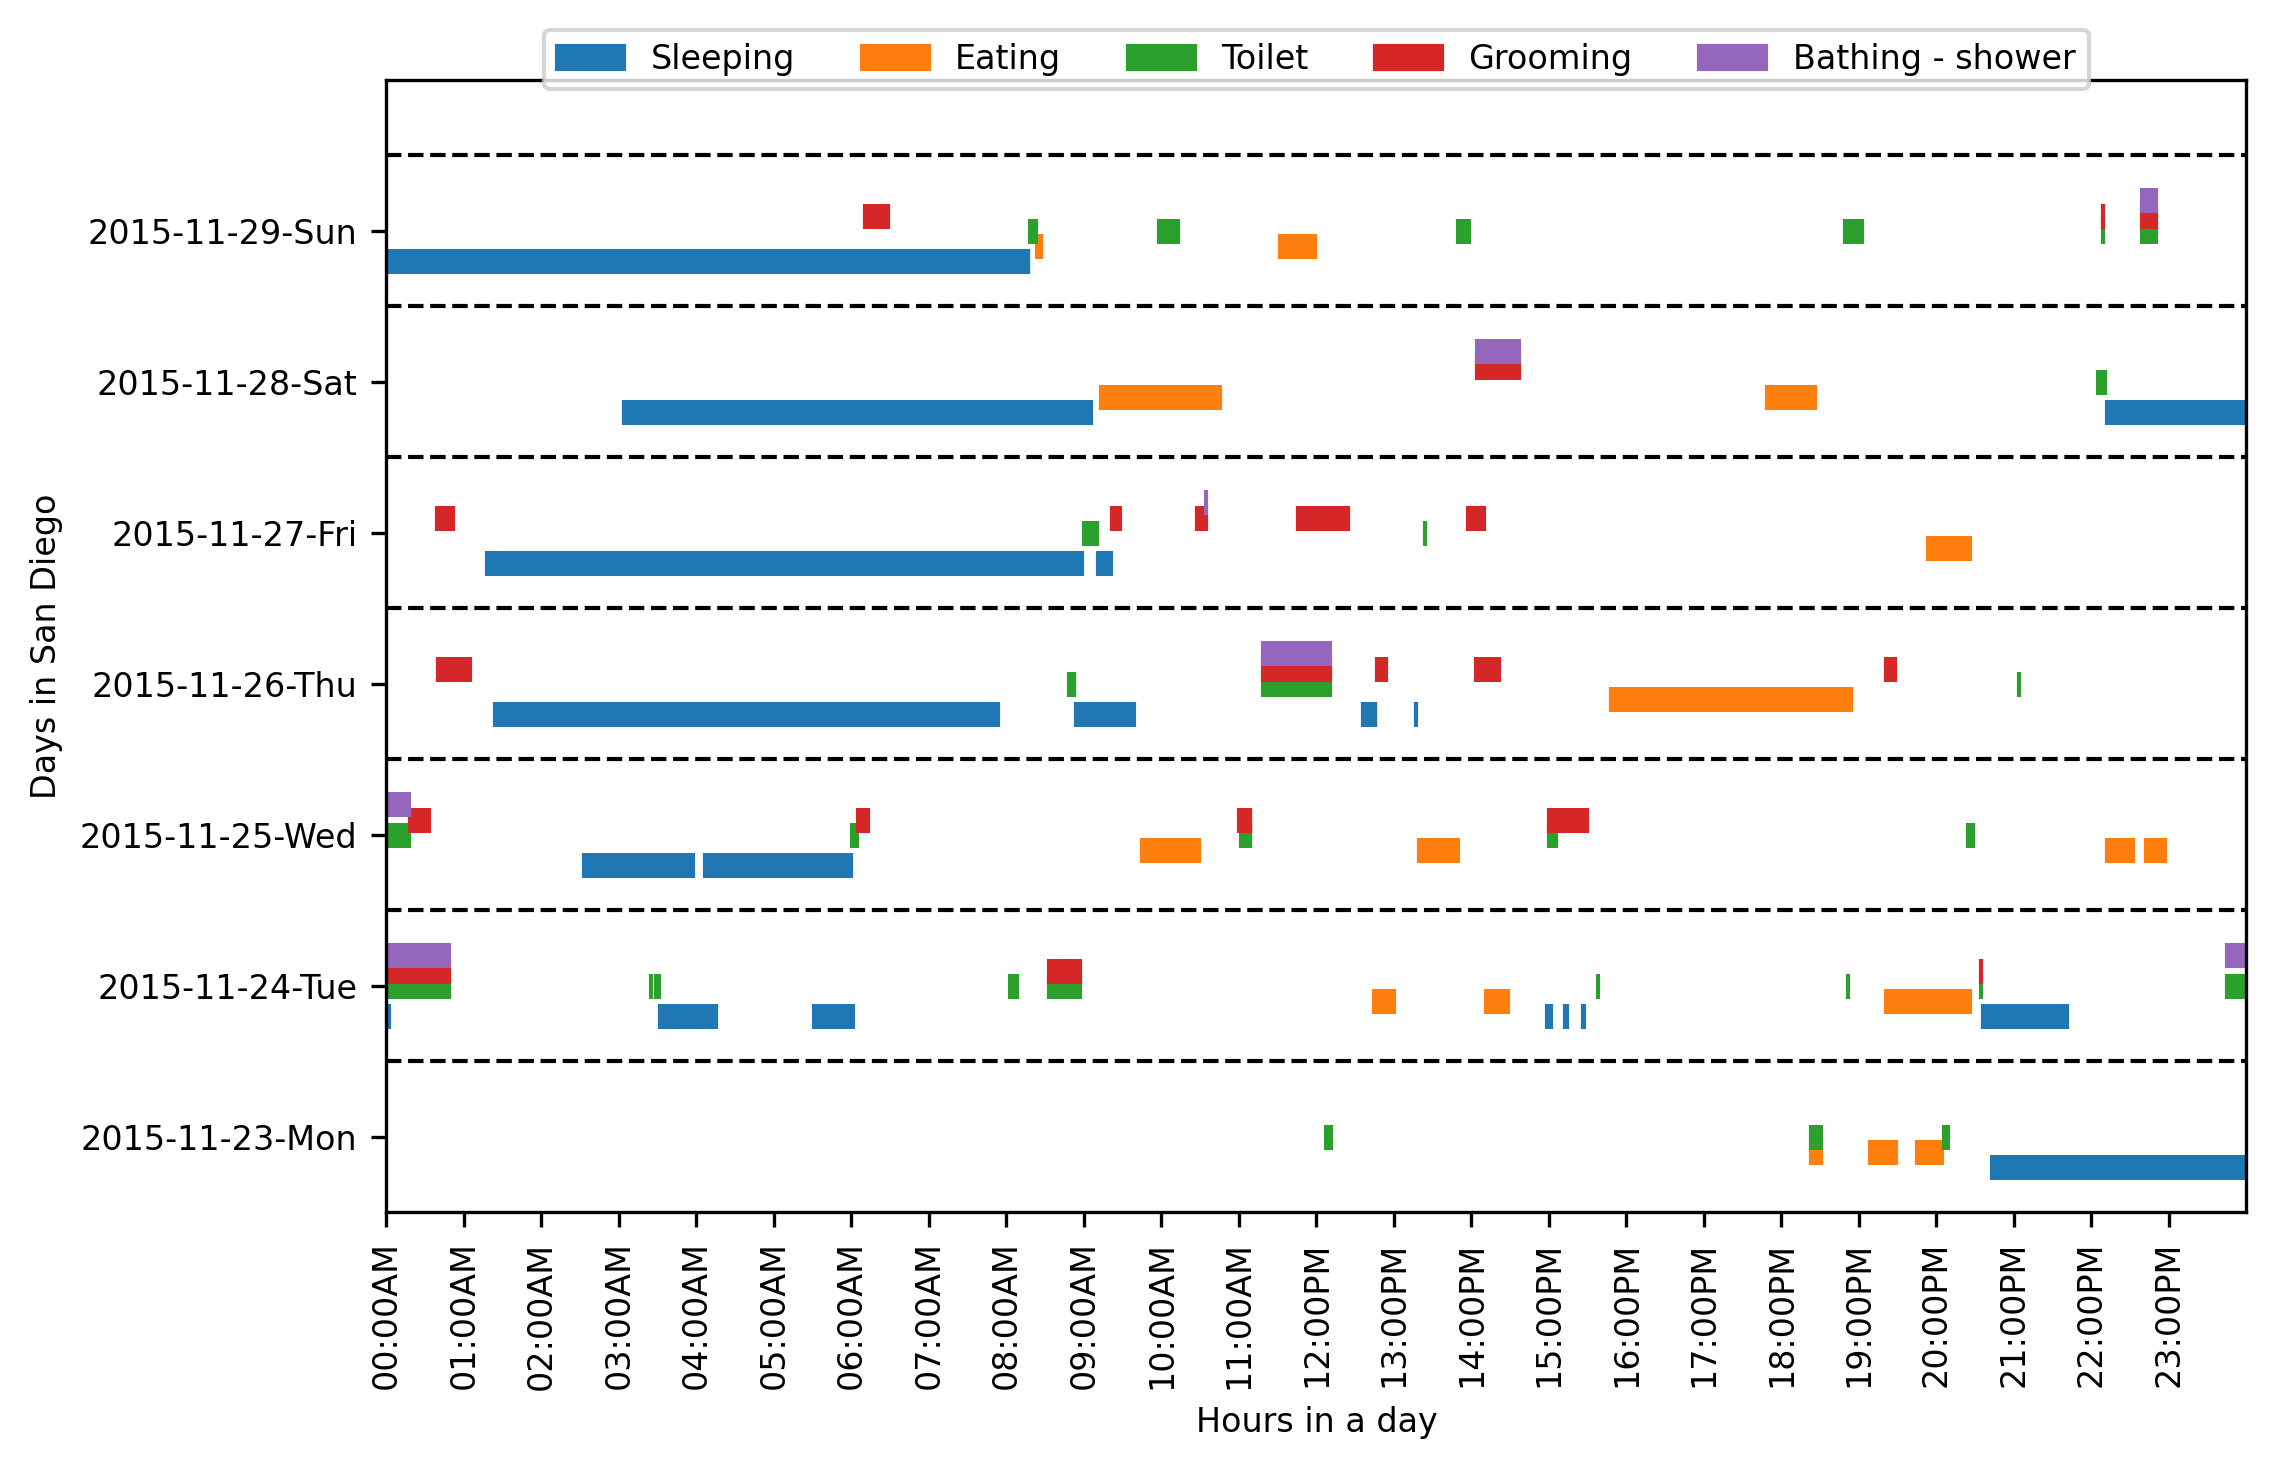 Sleeping Eating Toilet Grooming Bathing - shower
2015-11-29-Sun
2015-11-28-Sat
2015-11-27-Fri
2015-11-26-Thu
2015-11-25-Wed
2015-11-24-Tue
2015-11-23-Mon
Days in San Diego
00:00AM
01:00AM
02:00AM
03:00AM
04:00AM
05:00AM
06:00AM
07:00AM
08:00AM
09:00AM
10:00AM
11:00AM
12:00PM
13:00PM
14:00PM
15:00PM
16:00PM
17:00PM
18:00PM
19:00PM
20:00PM
21:00PM
22:00PM
23:00PM
Hours in a day